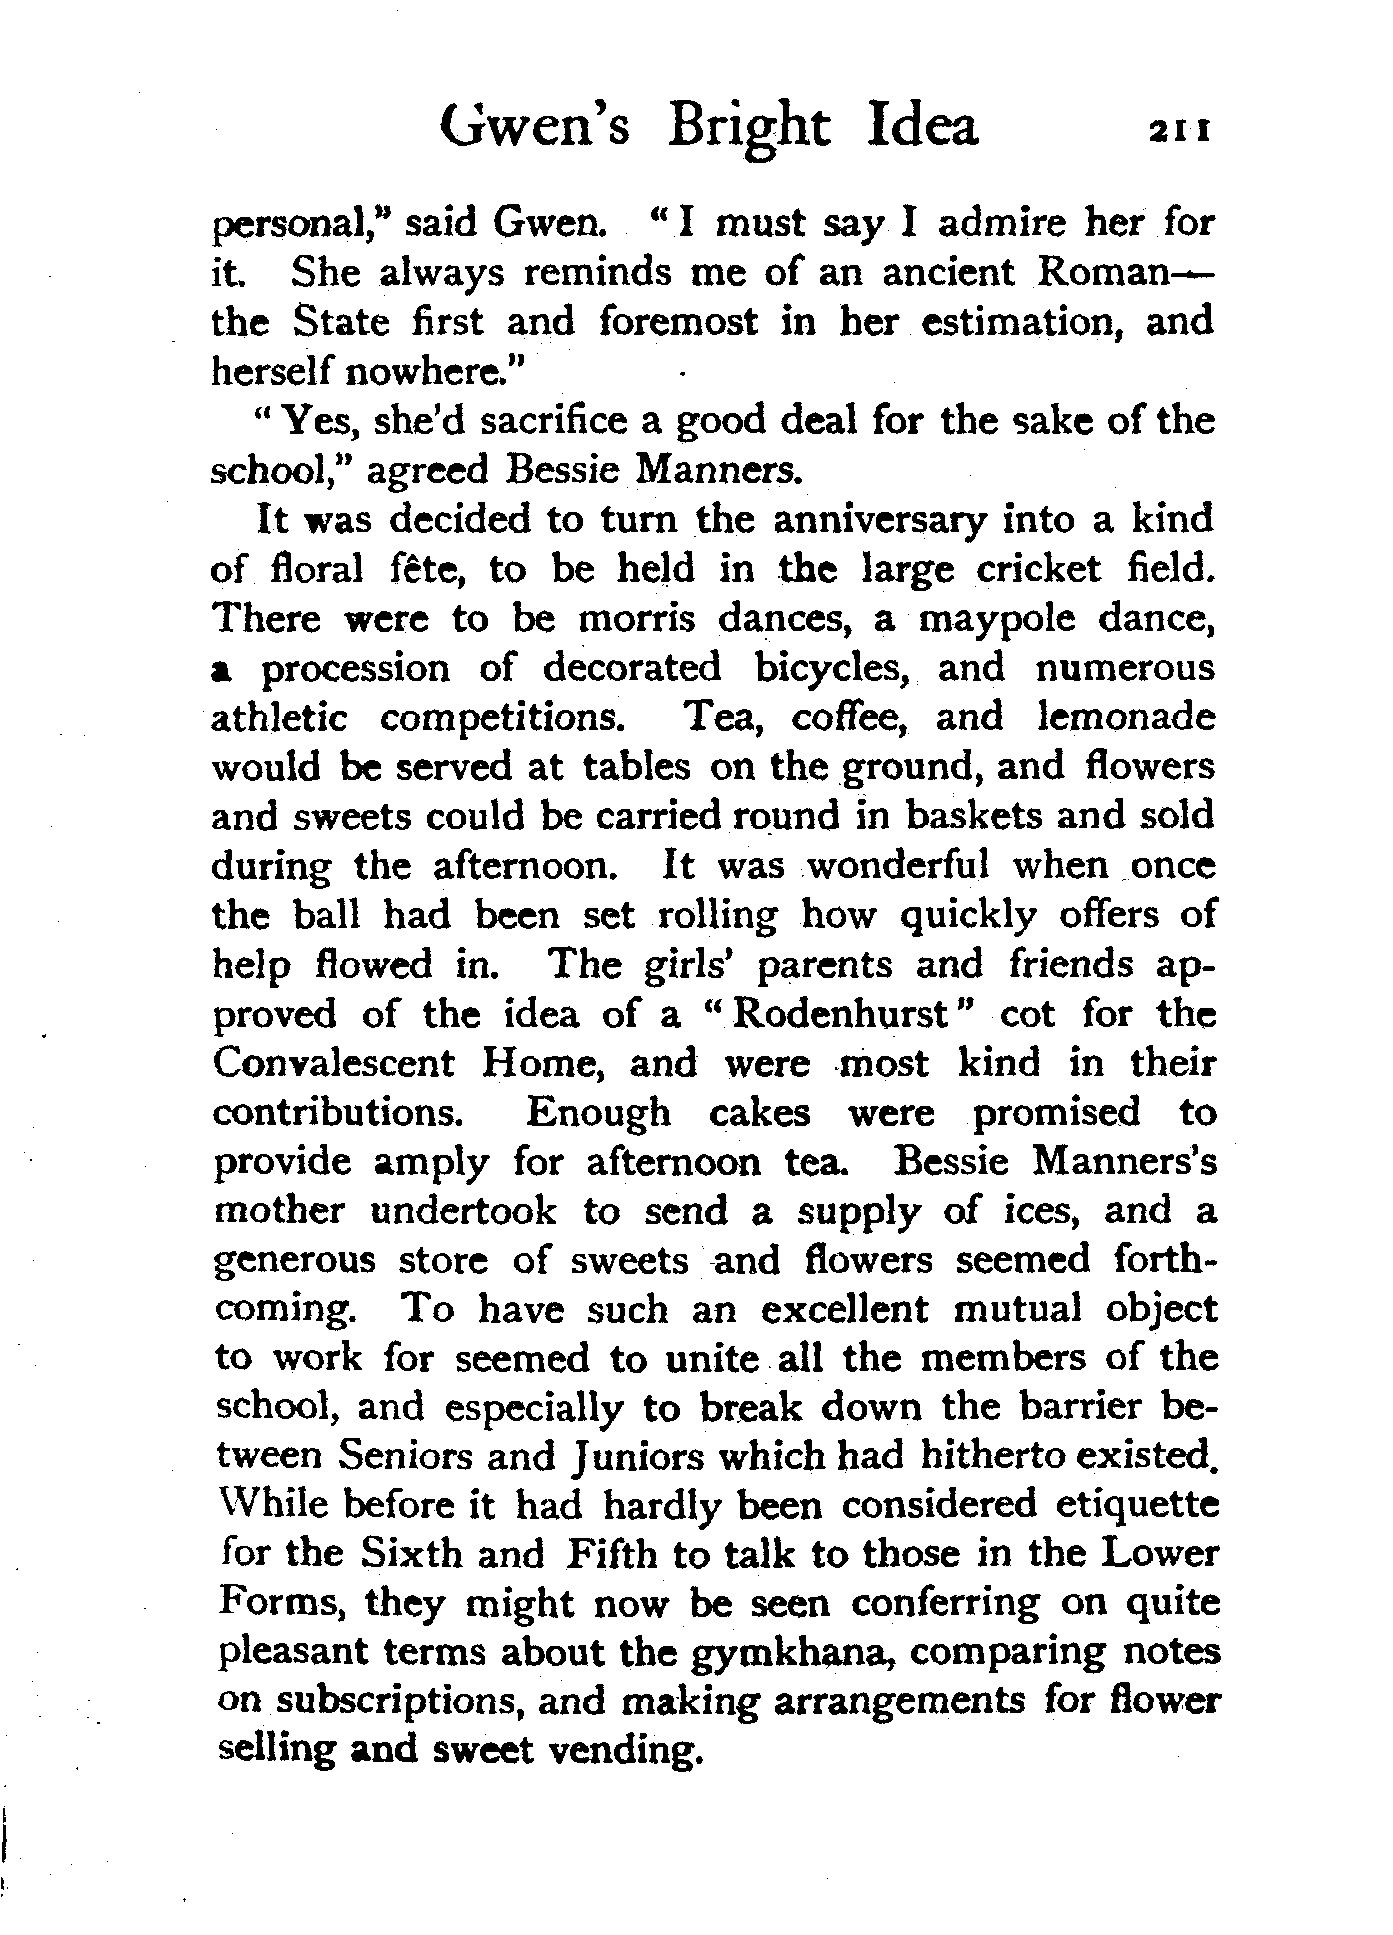 Gwen's Bright Idea 211
personal," said Gwen. "I must say I admire her for
it. She always reminds me of an ancient Roman—
the State first and foremost in her estimation, and
herself nowhere."
"Yes, she'd sacrifice a good deal for the sake of the
school," agreed Bessie Manners.
It was decided to turn the anniversary into a kind
of floral fête, to be held in the large cricket field.
There were to be morris dances, a maypole dance,
a procession of decorated bicycles, and numerous
athletic competitions. Tea, coffee, and lemonade
would be served at tables on the ground, and flowers
and sweets could be carried round in baskets and sold
during the afternoon. It was wonderful when once
the ball had been set rolling how quickly offers of
help flowed in. The girls' parents and friends ap-
proved of the idea of a "Rodenhurst" cot for the
Convalescent Home, and were most kind in their
contributions. Enough cakes were promised to
provide amply for afternoon tea. Bessie Manners's
mother undertook to send a supply of ices, and a
generous store of sweets and flowers seemed forth-
coming. To have such an excellent mutual object
to work for seemed to unite all the members of the
school, and especially to break down the barrier be-
tween Seniors and Juniors which had hitherto existed.
While before it had hardly been considered etiquette
for the Sixth and Fifth to talk to those in the Lower
Forms, they might now be seen conferring on quite
pleasant terms about the gymkhana, comparing notes
on subscriptions, and making arrangements for flower
selling and sweet vending.